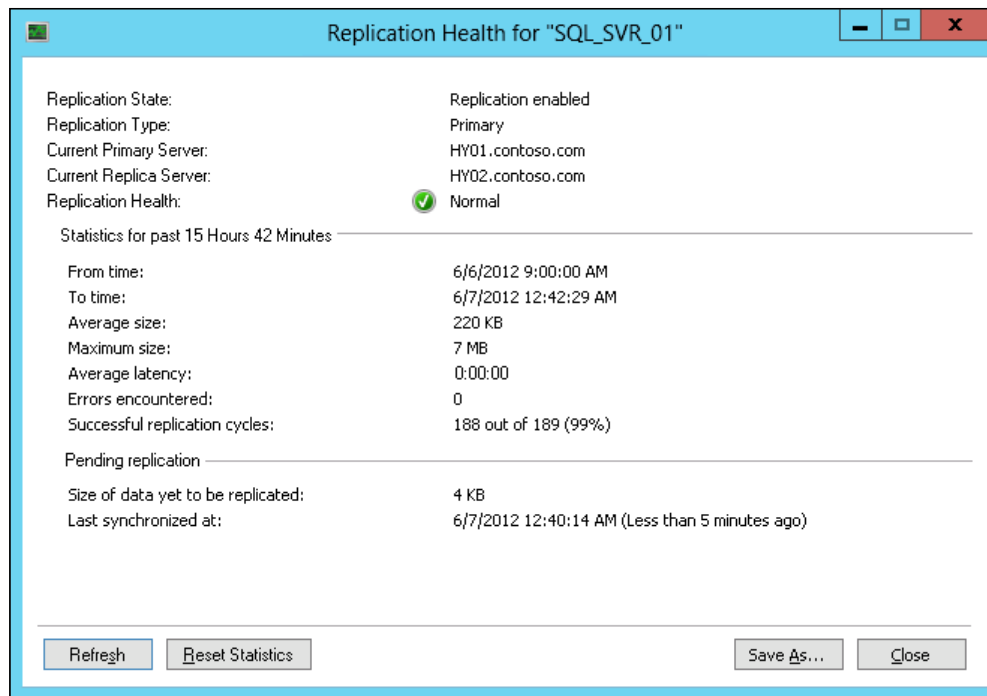 Replication Health for "SQL_SVR_01"
Replication State: Replication enabled
Replication Type: Primary
Current Primary Server: HY01.contoso.com
Current Replica Server: HY02.contoso.com
Replication Health: Normal
Statistics for past 15 Hours 42 Minutes
From time: 6/6/2012 9:00:00 AM
To time: 6/7/2012 12:42:29 AM
Average size: 220 KB
Maximum size: 7 MB
Average latency: 0:00:00
Errors encountered: 0
Successful replication cycles: 188 out of 189 (99%)
Pending replication
Size of data yet to be replicated: 4 KB
Last synchronized at: 6/7/2012 12:40:14 AM (Less than 5 minutes ago)
Refresh Reset Statistics Save As... Close